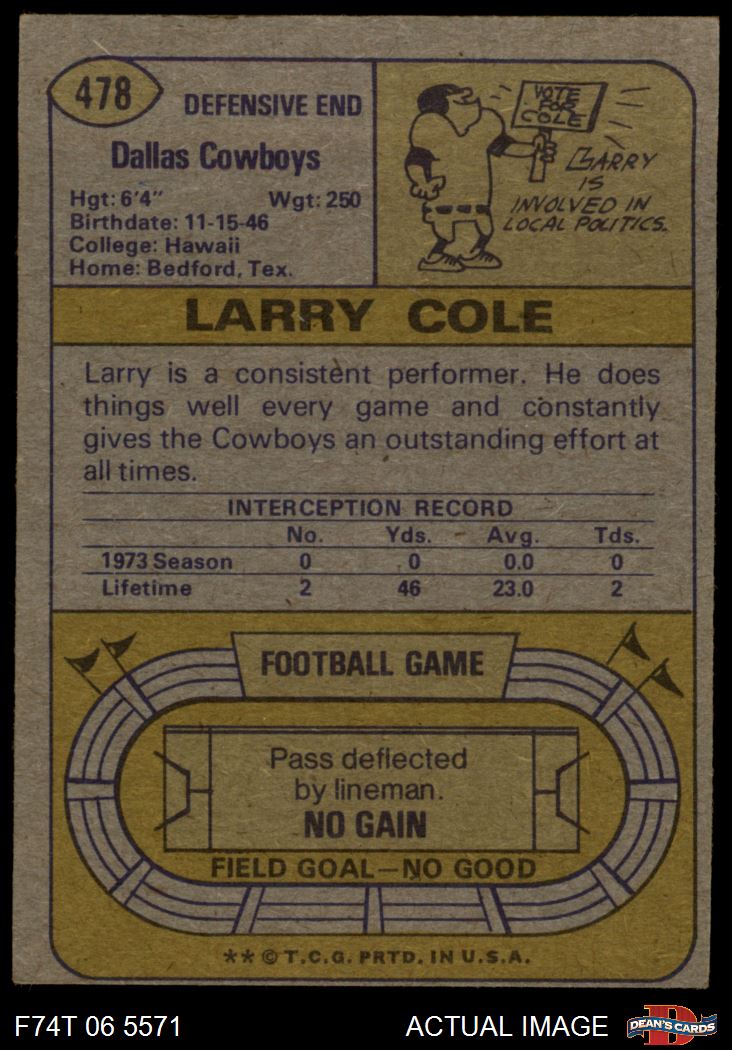 478
DEFENSIVE END
Dallas Cowboys
Hgt: 6'4" Wgt: 250
Birthdate: 11-15-46
College: Hawaii
Home: Bedford, Tex.
VOTE
FOR
COLE
LARRY
IS
INVOLVED IN
LOCAL POLITICS.
LARRY COLE
Larry is a consistent performer. He does
things well every game and constantly
gives the Cowboys an outstanding effort at
all times.
INTERCEPTION RECORD
No. Yds. Avg. Tds.
1973 Season 0 0 0.0 0
Lifetime 2 46 23.0 2
FOOTBALL GAME
Pass deflected
by lineman.
NO GAIN
FIELD GOAL—NO GOOD
** © T.C.G. PRTD. IN U.S.A.
F74T 06 5571 ACTUAL IMAGE
D
DEAN'S CARDS